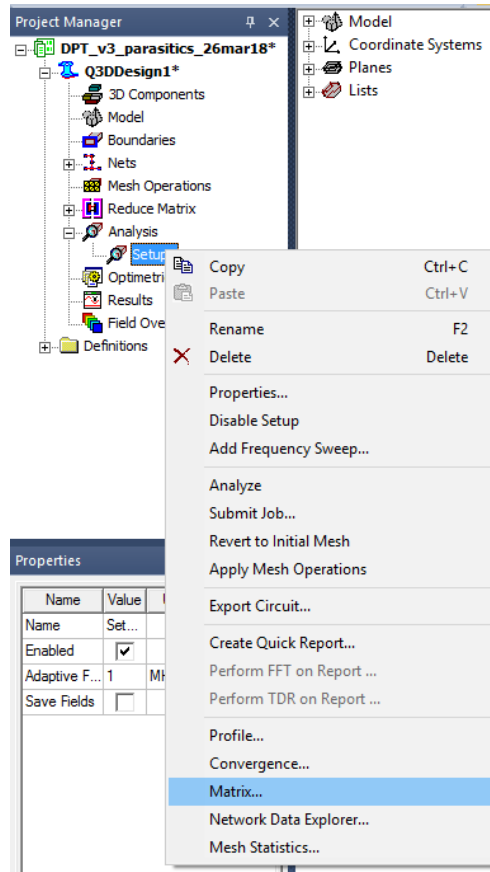 Project Manager
DPT_v3_parasitics_26mar18*
Q3DDesign1*
3D Components
Model
Boundaries
Nets
Mesh Operations
Reduce Matrix
Analysis
Setup
Optimetri
Results
Field Ove
Definitions
Model
Coordinate Systems
Planes
Lists
Copy Ctrl+C
Paste Ctrl+V
Rename F2
Delete Delete
Properties...
Disable Setup
Add Frequency Sweep...
Analyze
Submit Job...
Revert to Initial Mesh
Apply Mesh Operations
Export Circuit...
Create Quick Report...
Perform FFT on Report ...
Perform TDR on Report ...
Profile...
Convergence...
Matrix...
Network Data Explorer...
Mesh Statistics...
Properties
Name Value
Name Set...
Enabled
Adaptive F... 1
Save Fields